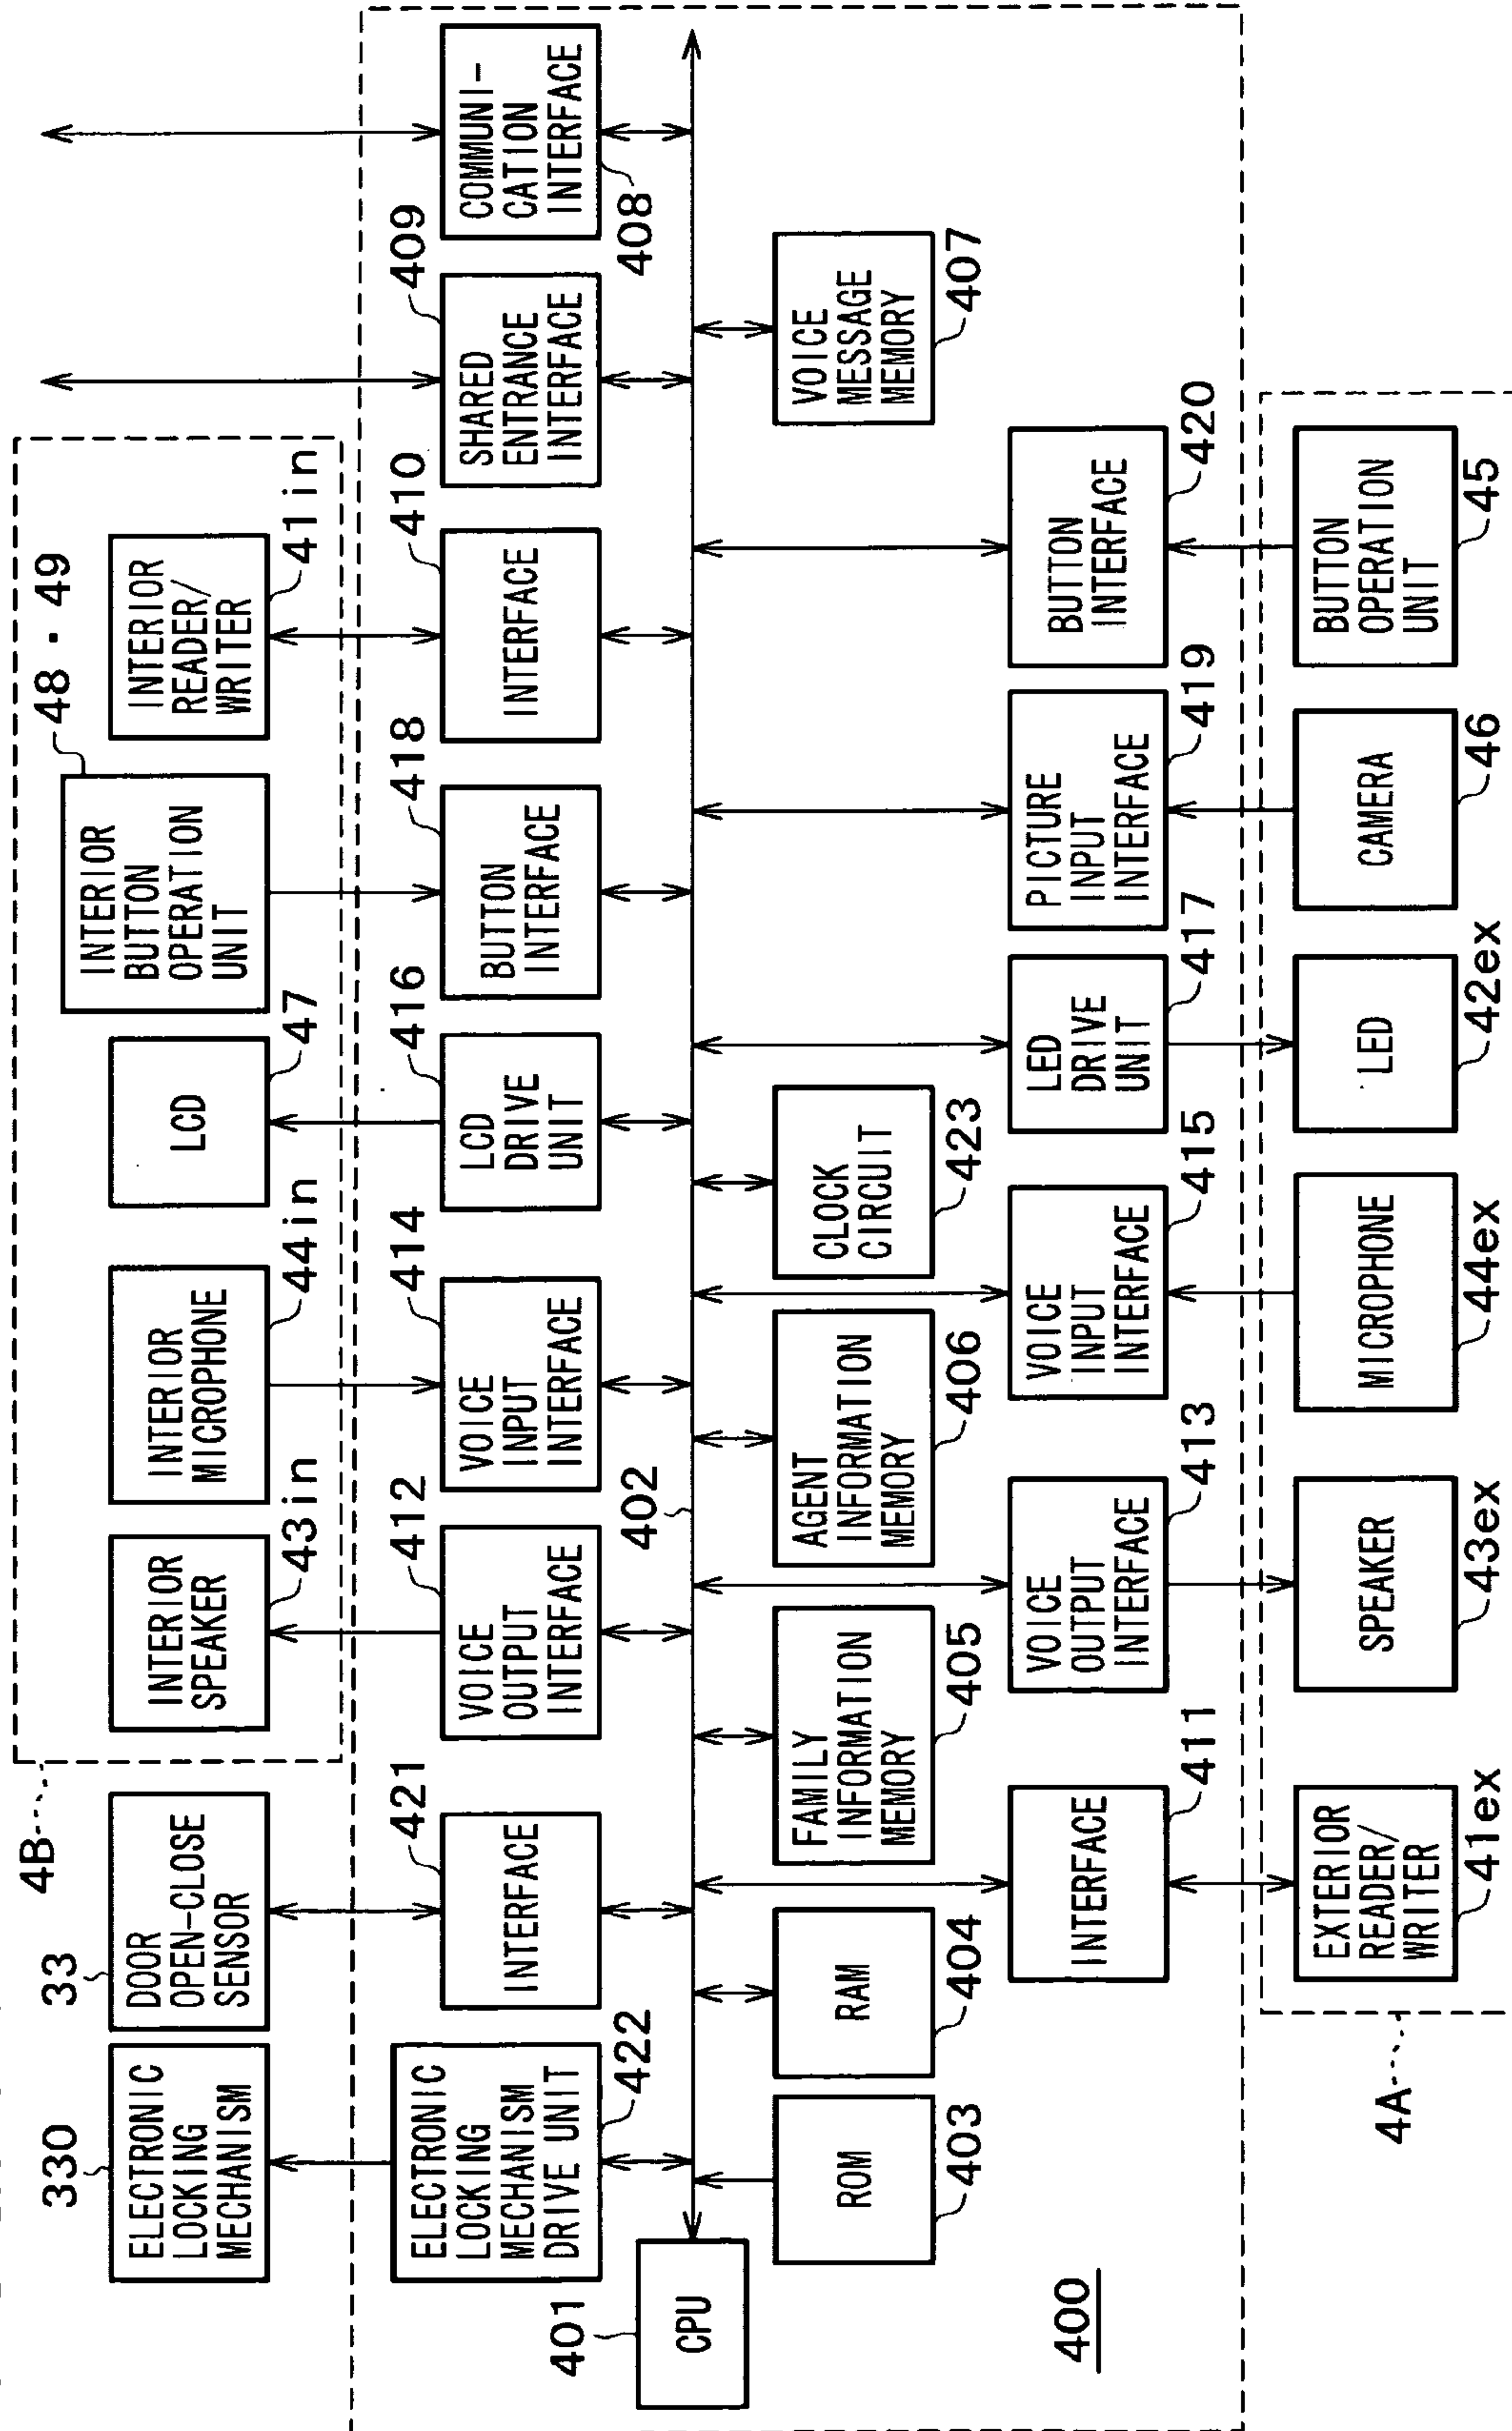 330
ELECTRONIC
LOCKING
MECHANISM
33
DOOR
OPEN-CLOSE
SENSOR
4B
INTERIOR
SPEAKER
43in
INTERIOR
MICROPHONE
44in
LCD
47
INTERIOR
BUTTON
OPERATION
UNIT
48・49
INTERIOR
READER/
WRITER
41in
ELECTRONIC
LOCKING
MECHANISM
DRIVE UNIT
422
INTERFACE
421
VOICE
OUTPUT
INTERFACE
412
VOICE
INPUT
INTERFACE
414
LCD
DRIVE
UNIT
416
BUTTON
INTERFACE
418
INTERFACE
410
SHARED
ENTRANCE
INTERFACE
409
COMMUNI-
CATION
INTERFACE
408
401
CPU
402
ROM
403
RAM
404
FAMILY
INFORMATION
MEMORY
405
AGENT
INFORMATION
MEMORY
406
CLOCK
CIRCUIT
423
VOICE
MESSAGE
MEMORY
407
400
INTERFACE
411
VOICE
OUTPUT
INTERFACE
413
VOICE
INPUT
INTERFACE
415
LED
DRIVE
UNIT
417
PICTURE
INPUT
INTERFACE
419
BUTTON
INTERFACE
420
4A
EXTERIOR
READER/
WRITER
41ex
SPEAKER
43ex
MICROPHONE
44ex
LED
42ex
CAMERA
46
BUTTON
OPERATION
UNIT
45